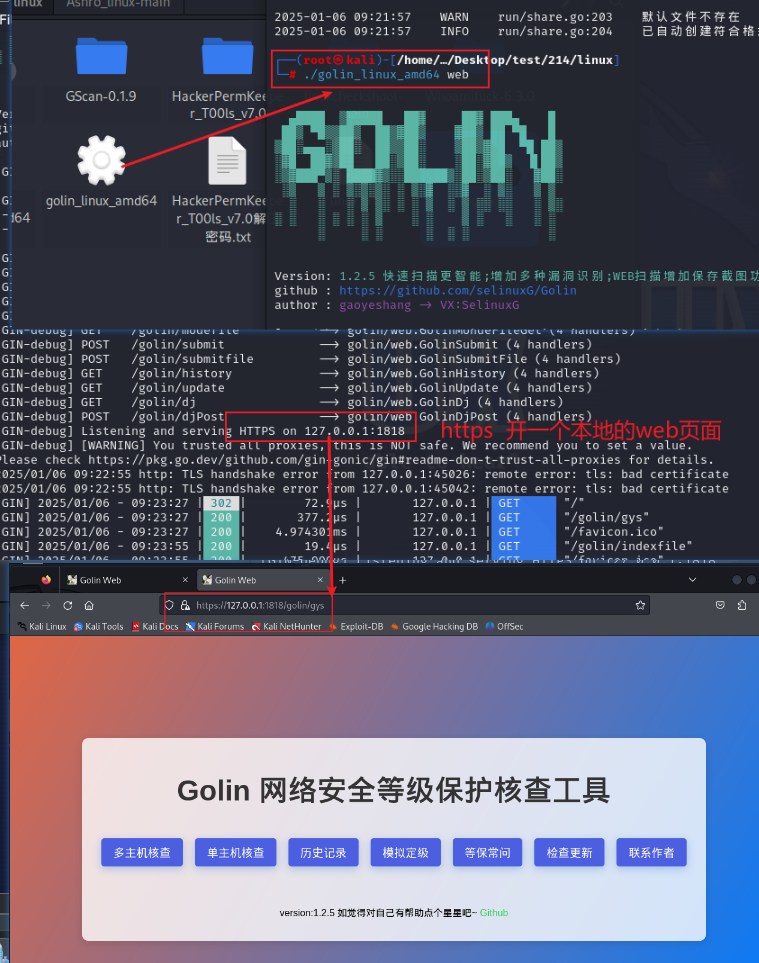 linux
Ashro_linux-main
GScan-0.1.9
HackerPermKee
r_T00ls_v7.0
golin_linux_amd64
HackerPermKee
r_T00ls_v7.0解
密码.txt
2025-01-06 09:21:57 WARN run/share.go:203 默认文件不存在
2025-01-06 09:21:57 INFO run/share.go:204 已自动创建符合格
(root㉿kali)-[/home/…/Desktop/test/214/linux]
# ./golin_linux_amd64 web
GOLIN
Version: 1.2.5 快速扫描更智能;增加多种漏洞识别;WEB扫描增加保存截图功
github : https://github.com/selinuxG/Golin
author : gaoyeshang → VX:SelinuxG
GIN-debug] GET /golin/modefile → golin/web.GolinMondeFileGet (4 handlers)
GIN-debug] POST /golin/submit → golin/web.GolinSubmit (4 handlers)
GIN-debug] POST /golin/submitfile → golin/web.GolinSubmitFile (4 handlers)
GIN-debug] GET /golin/history → golin/web.GolinHistory (4 handlers)
GIN-debug] GET /golin/update → golin/web.GolinUpdate (4 handlers)
GIN-debug] GET /golin/dj → golin/web.GolinDj (4 handlers)
GIN-debug] POST /golin/djPost → golin/web GolinDjPost (4 handlers)
GIN-debug] Listening and serving HTTPS on 127.0.0.1:1818
https 开一个本地的web页面
GIN-debug] [WARNING] You trusted all proxies, this is NOT safe. We recommend you to set a value.
Please check https://pkg.go.dev/github.com/gin-gonic/gin#readme-don-t-trust-all-proxies for details.
2025/01/06 09:22:55 http: TLS handshake error from 127.0.0.1:45026: remote error: tls: bad certificate
2025/01/06 09:22:55 http: TLS handshake error from 127.0.0.1:45042: remote error: tls: bad certificate
GIN] 2025/01/06 - 09:23:27 | 302 | 72.9µs | 127.0.0.1 | GET "/"
GIN] 2025/01/06 - 09:23:27 | 200 | 377.2µs | 127.0.0.1 | GET "/golin/gys"
GIN] 2025/01/06 - 09:23:27 | 200 | 4.974301ms | 127.0.0.1 | GET "/favicon.ico"
GIN] 2025/01/06 - 09:23:55 | 200 | 19.4µs | 127.0.0.1 | GET "/golin/indexfile"
Golin Web × Golin Web × +
https://127.0.0.1:1818/golin/gys
Kali Linux Kali Tools Kali Docs Kali Forums Kali NetHunter Exploit-DB Google Hacking DB OffSec
Golin 网络安全等级保护核查工具
多主机核查 单主机核查 历史记录 模拟定级 等保常问 检查更新 联系作者
version:1.2.5 如觉得对自己有帮助点个星星吧~ Github